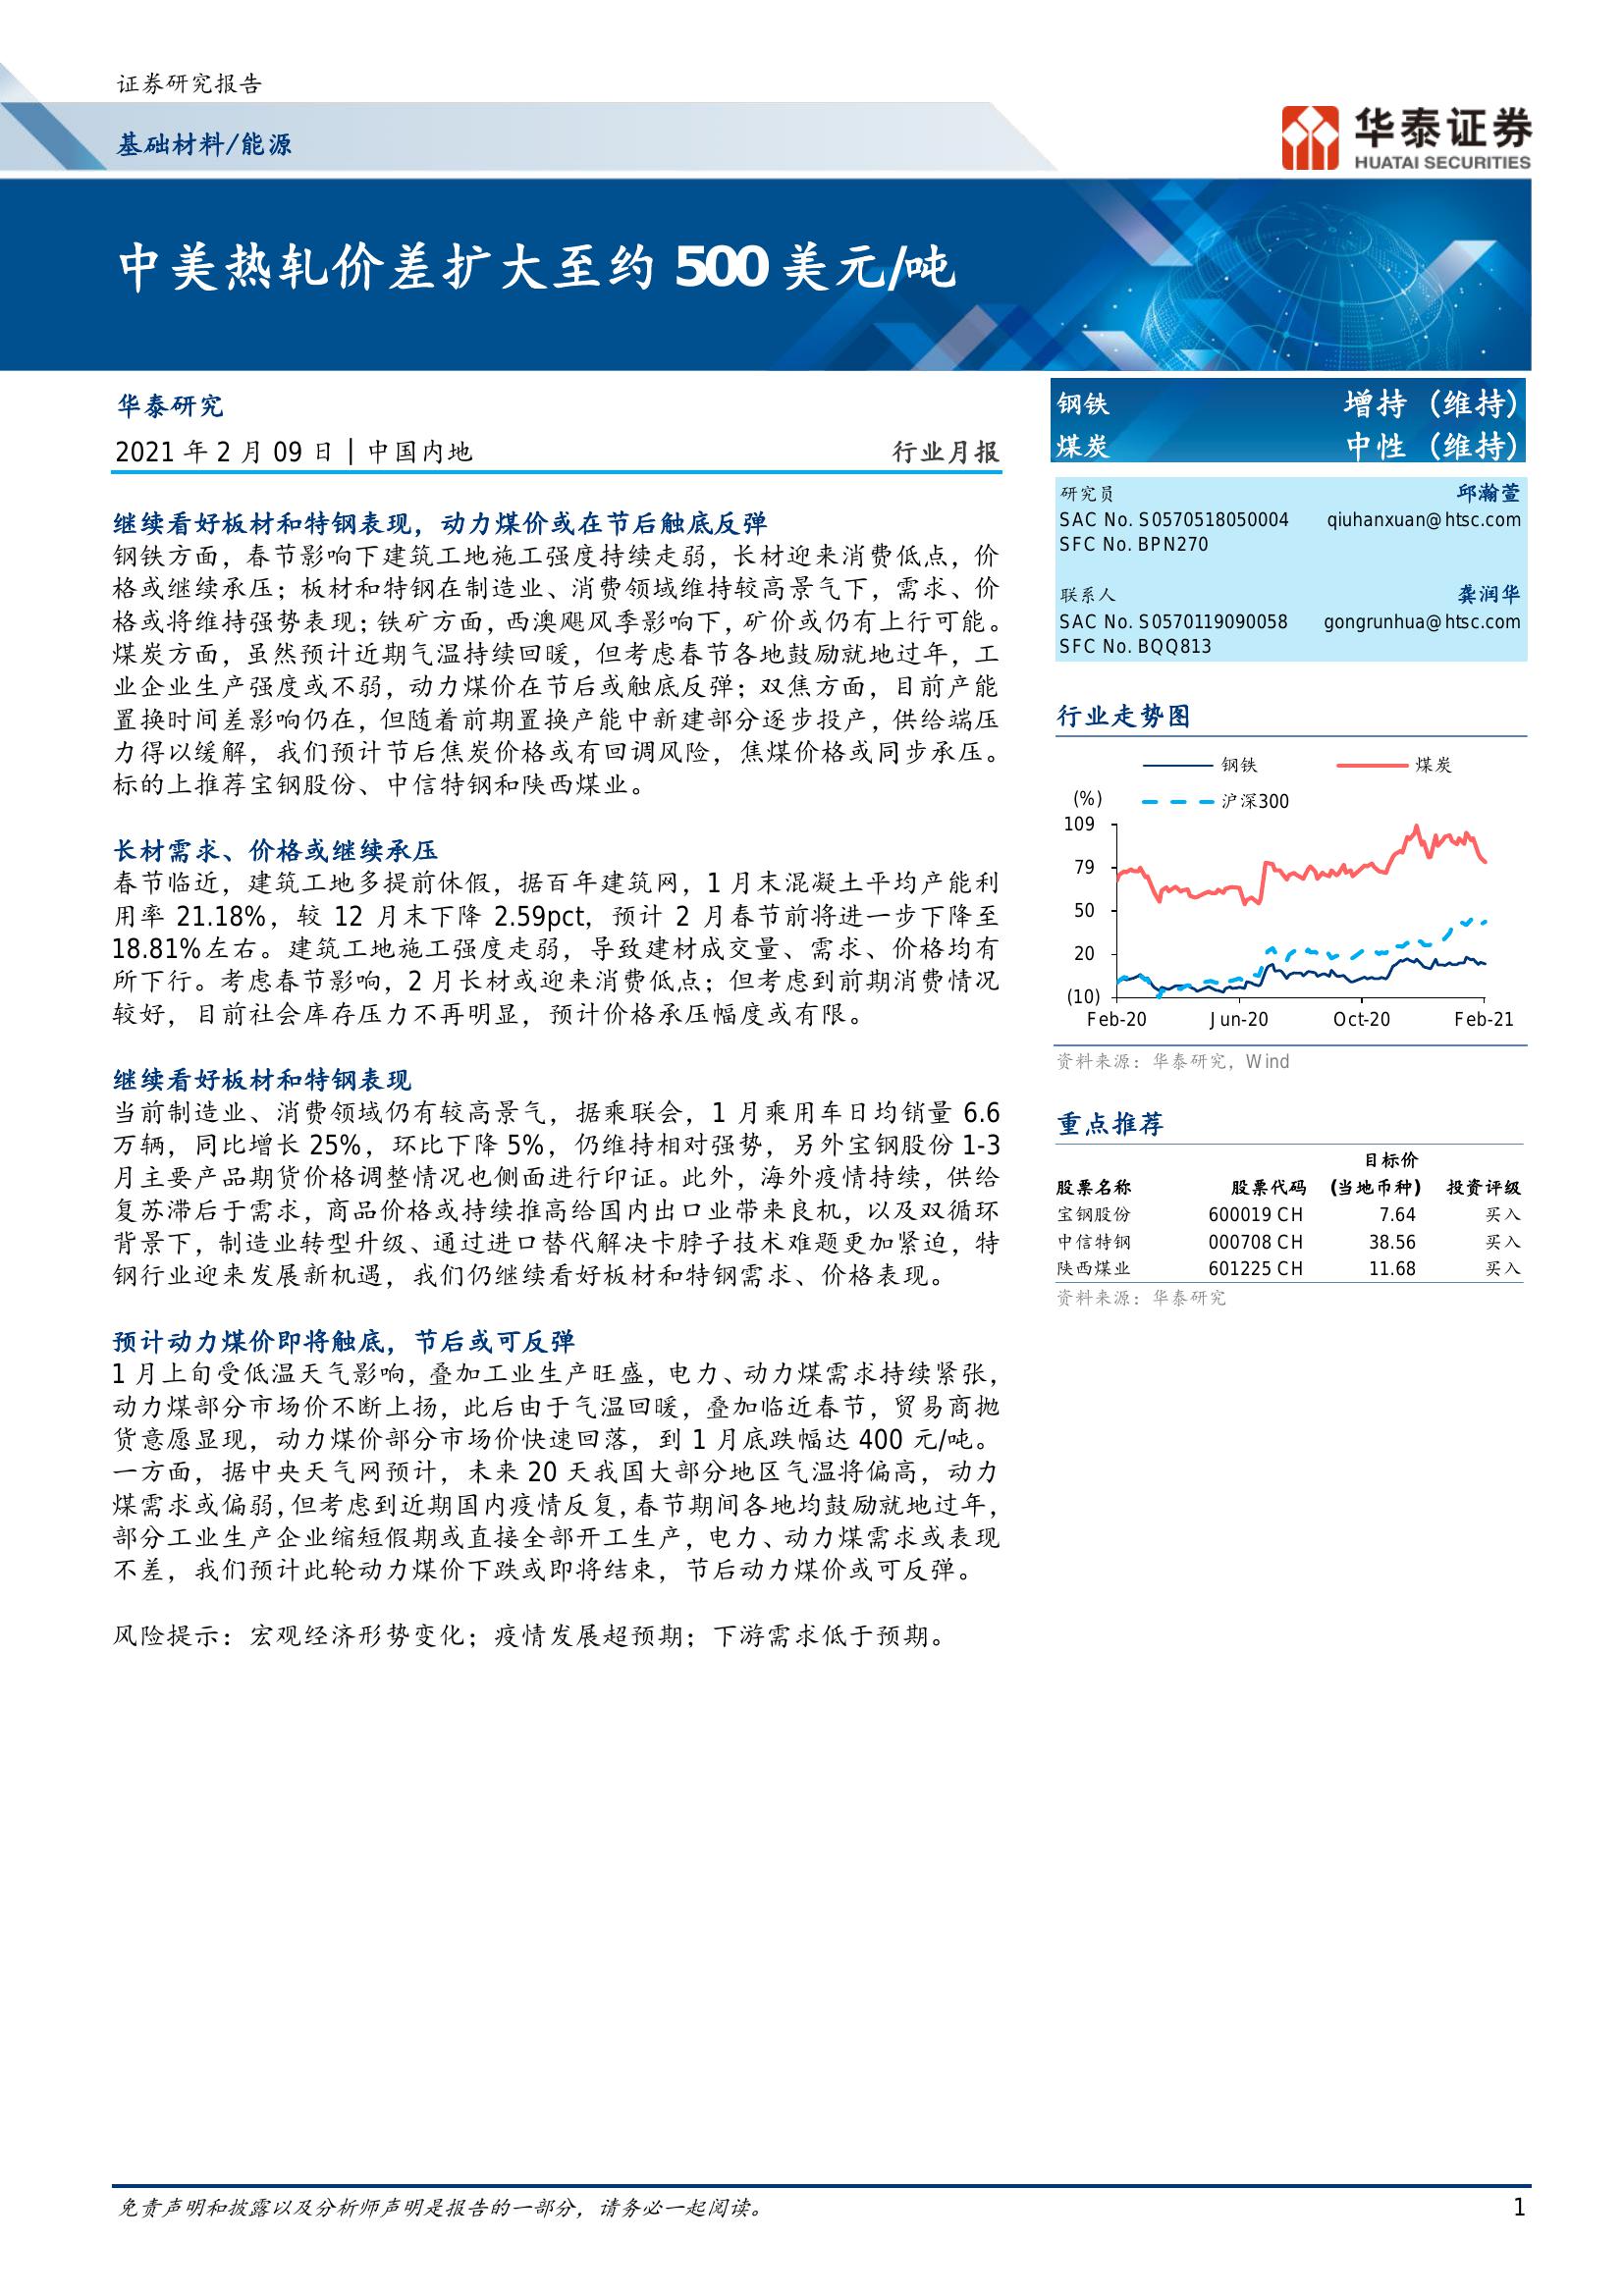 证券研究报告
基础材料/能源
华泰证券
HUATAI SECURITIES
中美热轧价差扩大至约 500 美元/吨
华泰研究
2021 年 2 月 09 日│中国内地
行业月报
继续看好板材和特钢表现，动力煤价或在节后触底反弹
钢铁方面，春节影响下建筑工地施工强度持续走弱，长材迎来消费低点，价
格或继续承压；板材和特钢在制造业、消费领域维持较高景气下，需求、价
格或将维持强势表现；铁矿方面，西澳飓风季影响下，矿价或仍有上行可能。
煤炭方面，虽然预计近期气温持续回暖，但考虑春节各地鼓励就地过年，工
业企业生产强度或不弱，动力煤价在节后或触底反弹；双焦方面，目前产能
置换时间差影响仍在，但随着前期置换产能中新建部分逐步投产，供给端压
力得以缓解，我们预计节后焦炭价格或有回调风险，焦煤价格或同步承压。
标的上推荐宝钢股份、中信特钢和陕西煤业。
长材需求、价格或继续承压
春节临近，建筑工地多提前休假，据百年建筑网，1 月末混凝土平均产能利
用率 21.18%，较 12 月末下降 2.59pct，预计 2 月春节前将进一步下降至
18.81%左右。建筑工地施工强度走弱，导致建材成交量、需求、价格均有
所下行。考虑春节影响，2 月长材或迎来消费低点；但考虑到前期消费情况
较好，目前社会库存压力不再明显，预计价格承压幅度或有限。
继续看好板材和特钢表现
当前制造业、消费领域仍有较高景气，据乘联会，1 月乘用车日均销量 6.6
万辆，同比增长 25%，环比下降 5%，仍维持相对强势，另外宝钢股份 1-3
月主要产品期货价格调整情况也侧面进行印证。此外，海外疫情持续，供给
复苏滞后于需求，商品价格或持续推高给国内出口业带来良机，以及双循环
背景下，制造业转型升级、通过进口替代解决卡脖子技术难题更加紧迫，特
钢行业迎来发展新机遇，我们仍继续看好板材和特钢需求、价格表现。
预计动力煤价即将触底，节后或可反弹
1 月上旬受低温天气影响，叠加工业生产旺盛，电力、动力煤需求持续紧张，
动力煤部分市场价不断上扬，此后由于气温回暖，叠加临近春节，贸易商抛
货意愿显现，动力煤价部分市场价快速回落，到 1 月底跌幅达 400 元/吨。
一方面，据中央天气网预计，未来 20 天我国大部分地区气温将偏高，动力
煤需求或偏弱，但考虑到近期国内疫情反复，春节期间各地均鼓励就地过年，
部分工业生产企业缩短假期或直接全部开工生产，电力、动力煤需求或表现
不差，我们预计此轮动力煤价下跌或即将结束，节后动力煤价或可反弹。
风险提示：宏观经济形势变化；疫情发展超预期；下游需求低于预期。
钢铁 增持 （维持）
煤炭 中性 （维持）
研究员 邱瀚萱
SAC No. S0570518050004 qiuhanxuan@htsc.com
SFC No. BPN270
联系人 龚润华
SAC No. S0570119090058 gongrunhua@htsc.com
SFC No. BQQ813
行业走势图
钢铁 煤炭
(%) 沪深300
109
79
50
20
(10)
Feb-20 Jun-20 Oct-20 Feb-21
资料来源：华泰研究，Wind
重点推荐
目标价
股票名称 股票代码 (当地币种) 投资评级
宝钢股份 600019 CH 7.64 买入
中信特钢 000708 CH 38.56 买入
陕西煤业 601225 CH 11.68 买入
资料来源：华泰研究
免责声明和披露以及分析师声明是报告的一部分，请务必一起阅读。
1